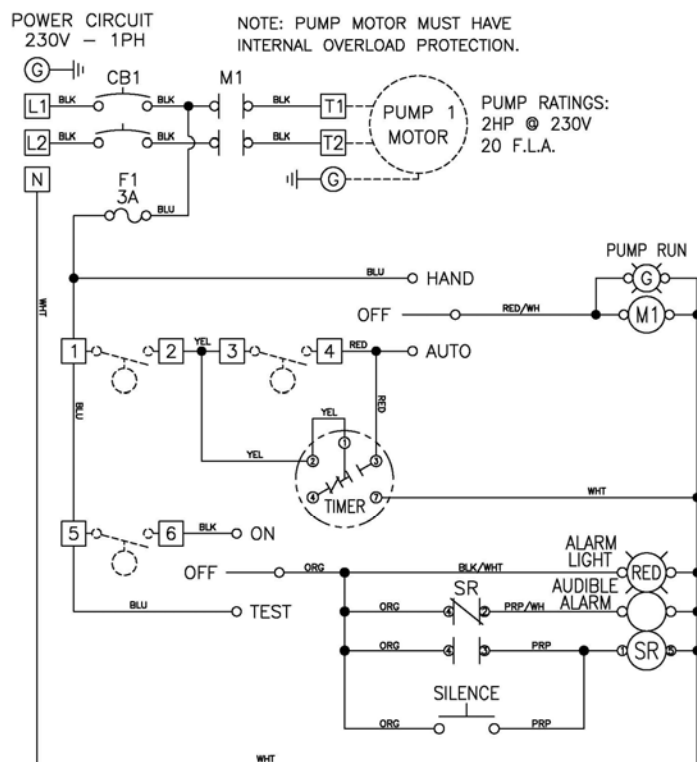 POWER CIRCUIT
230V - 1PH
NOTE: PUMP MOTOR MUST HAVE
INTERNAL OVERLOAD PROTECTION.
G
CB1
M1
L1
BLK
BLK
BLK
T1
L2
BLK
BLK
BLK
T2
PUMP 1
MOTOR
PUMP RATINGS:
2HP @ 230V
20 F.L.A.
N
G
F1
3A
BLU
PUMP RUN
BLU
HAND
G
WHT
OFF
RED/WH
M1
1
2
YEL
3
4
RED
AUTO
BLU
YEL
RED
1
YEL
2
3
4
7
TIMER
WHT
5
6
BLK
ON
OFF
ORG
BLK/WHT
ALARM
LIGHT
RED
BLU
TEST
ORG
SR
4
2
PRP/WH
AUDIBLE
ALARM
ORG
4
3
PRP
1
SR
5
SILENCE
ORG
PRP
WHT